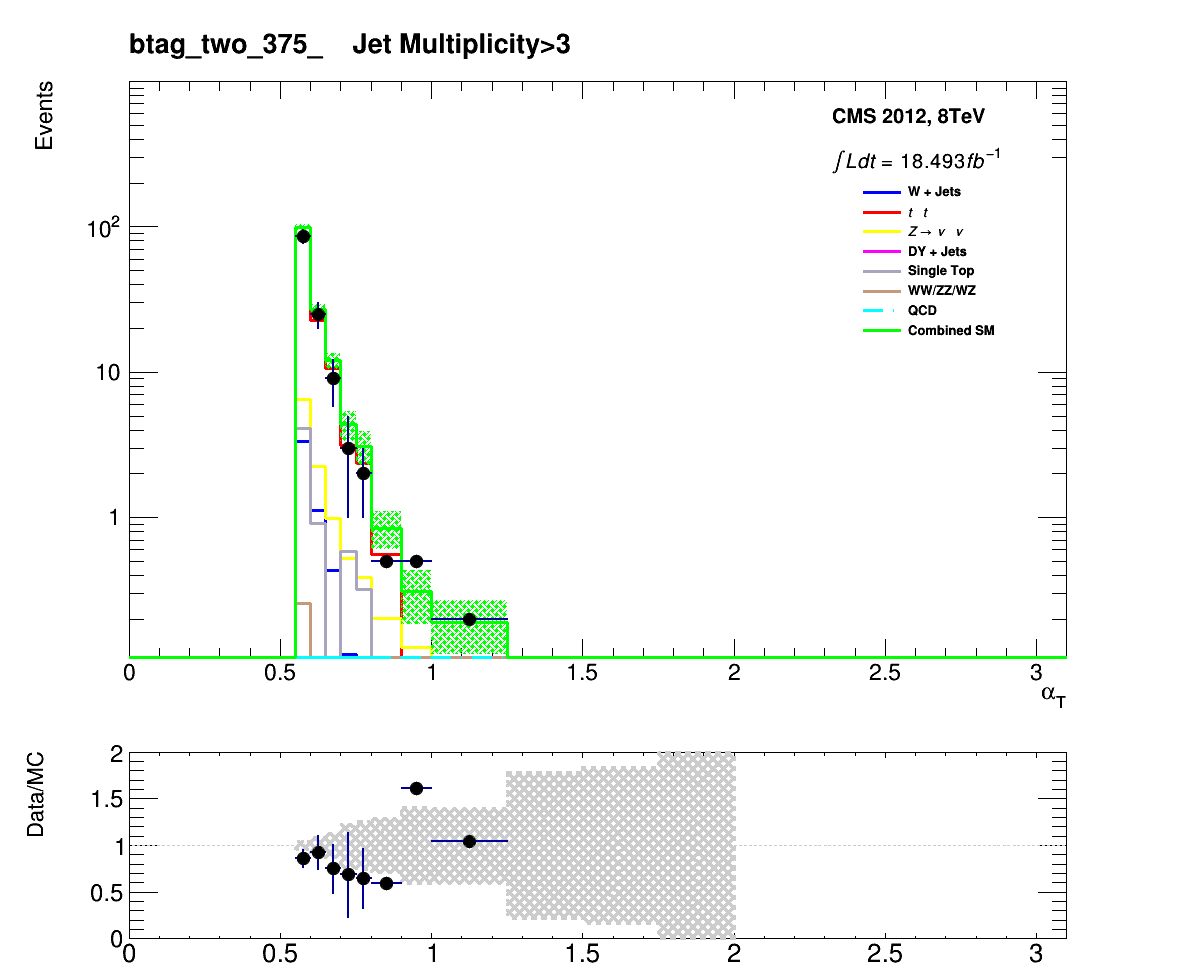 btag_two_375_ Jet Multiplicity>3
Events
CMS 2012, 8TeV
∫Ldt = 18.493fb⁻¹
W + Jets
t t
Z→ ν ν
DY + Jets
Single Top
WW/ZZ/WZ
QCD
Combined SM
10²
10
1
0 0.5 1 1.5 2 2.5 3
α_T
Data/MC
2
1.5
1
0.5
0
0 0.5 1 1.5 2 2.5 3